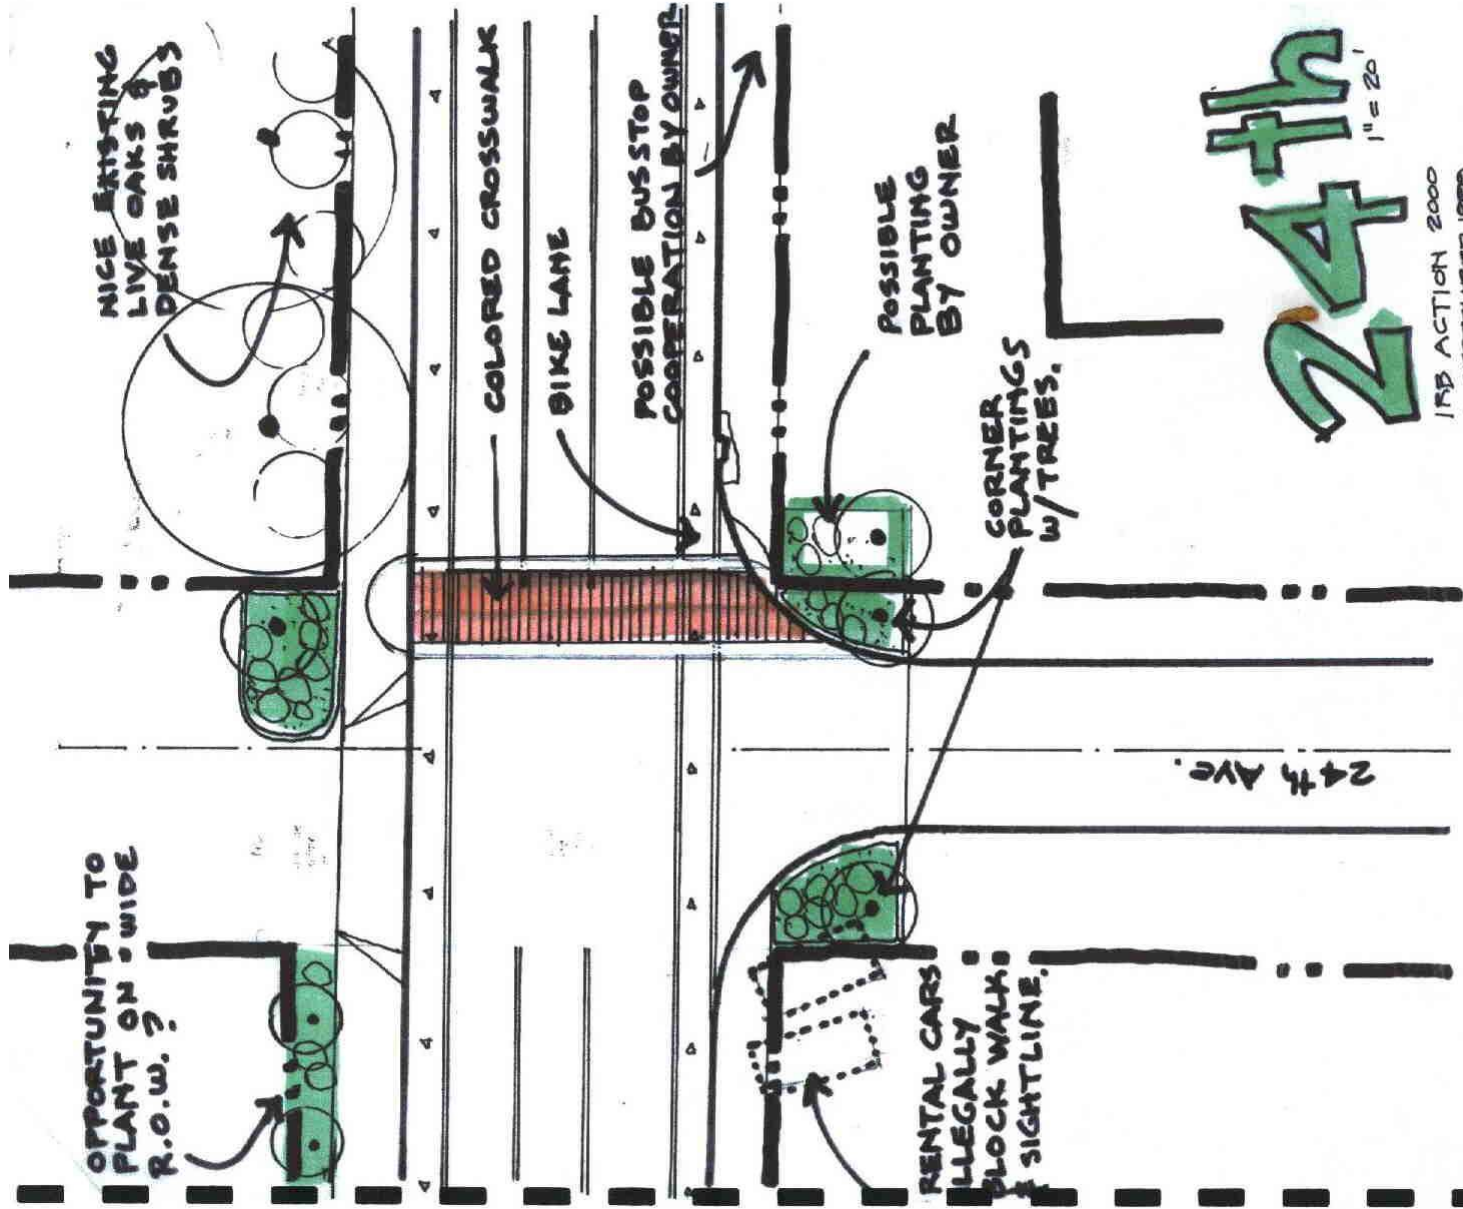 NICE EXISTING
LIVE OAKS &
DENSE SHRUBS
COLORED CROSSWALK
BIKE LANE
POSSIBLE BUS STOP
COOPERATION BY OWNER
POSSIBLE
PLANTING
BY OWNER
CORNER
PLANTINGS
W/TREES.
24th
1" = 20'
IRB ACTION 2000
24th Ave.
OPPORTUNITY TO
PLANT ON WIDE
R.O.W. ?
RENTAL CARS
ILLEGALLY
BLOCK WALK
& SIGHTLINE.